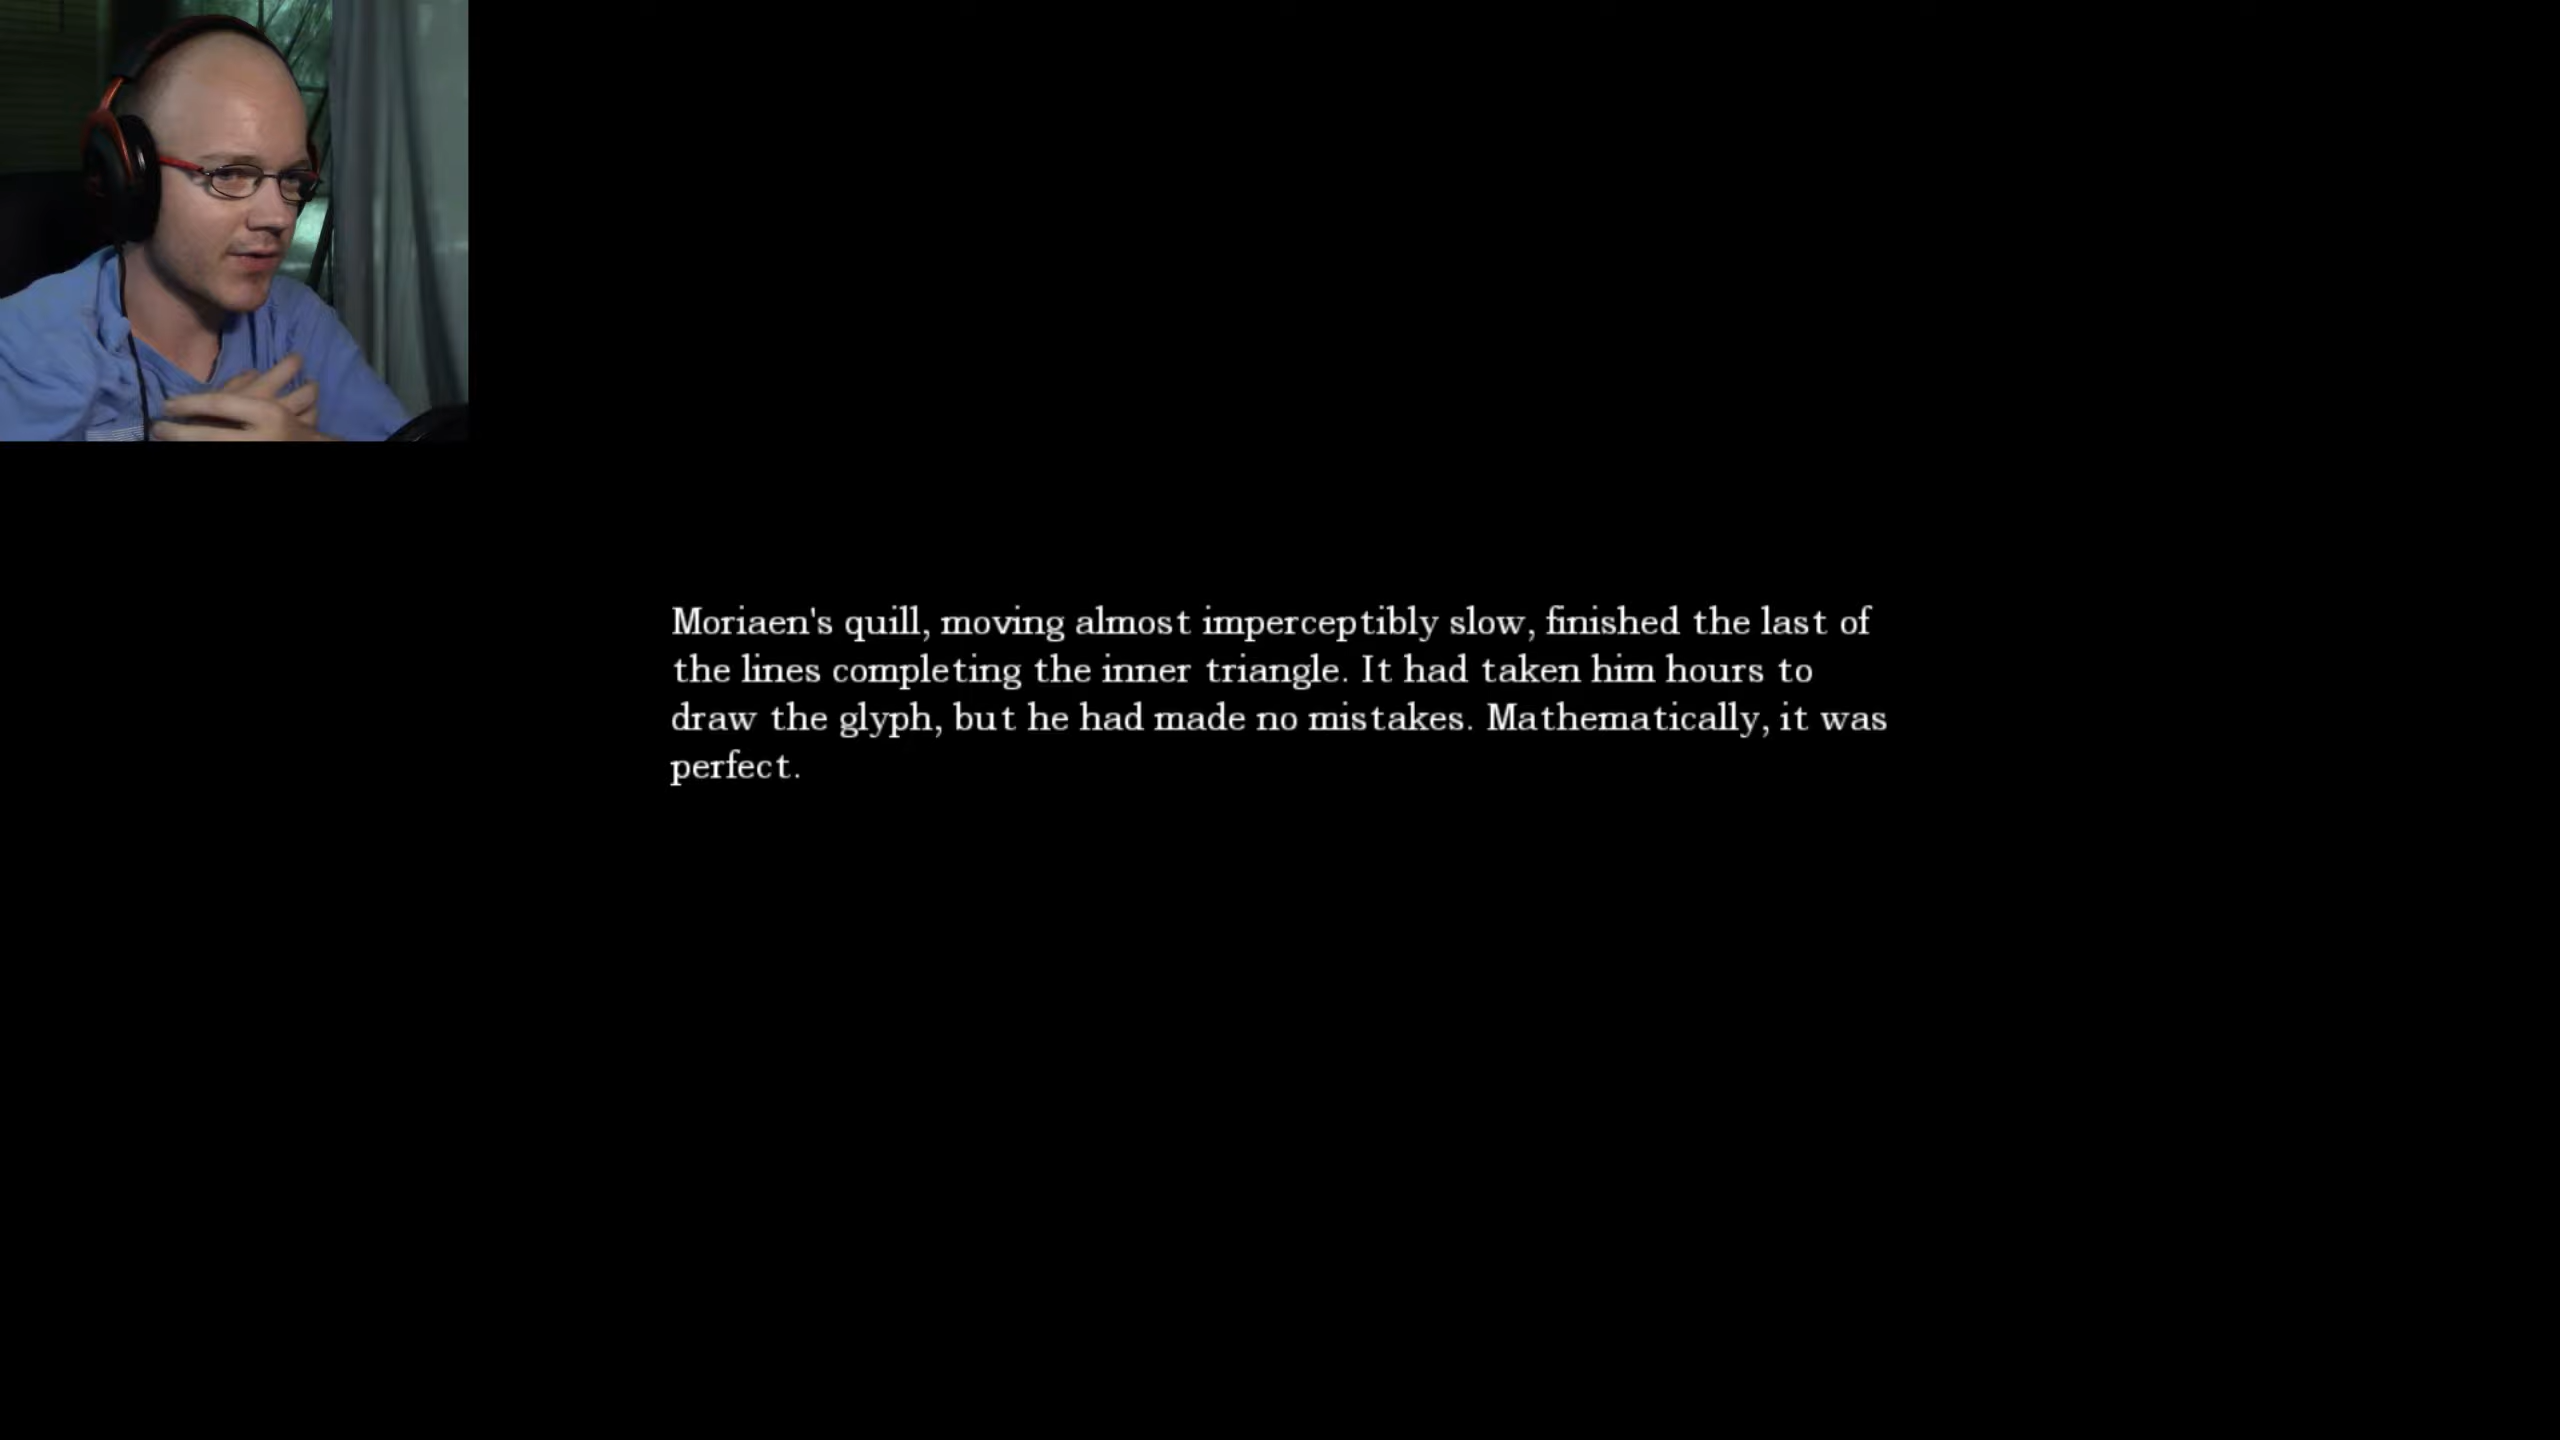 Moriaen's quill, moving almost imperceptibly slow, finished the last of
the lines completing the inner triangle. It had taken him hours to
draw the glyph, but he had made no mistakes. Mathematically, it was
perfect.